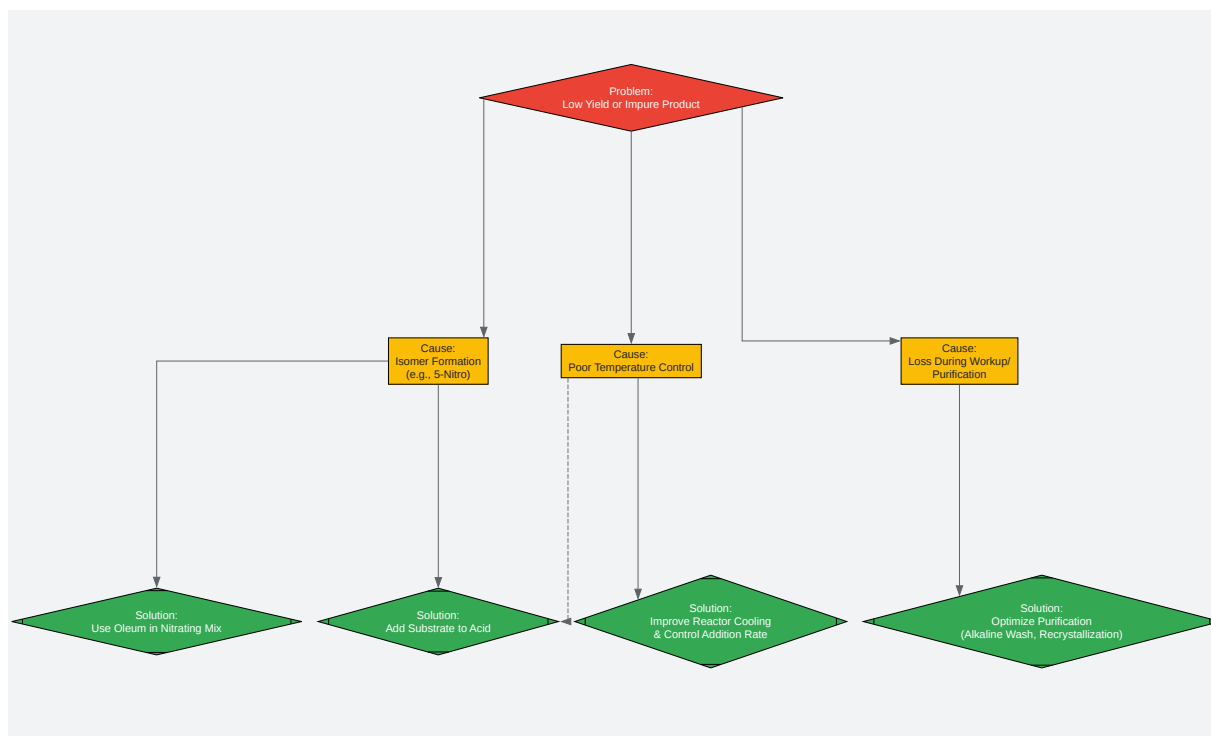 Problem:
Low Yield or Impure Product
Cause:
Isomer Formation
(e.g., 5-Nitro)
Cause:
Poor Temperature Control
Cause:
Loss During Workup/
Purification
Solution:
Use Oleum in Nitrating Mix
Solution:
Add Substrate to Acid
Solution:
Improve Reactor Cooling
& Control Addition Rate
Solution:
Optimize Purification
(Alkaline Wash, Recrystallization)